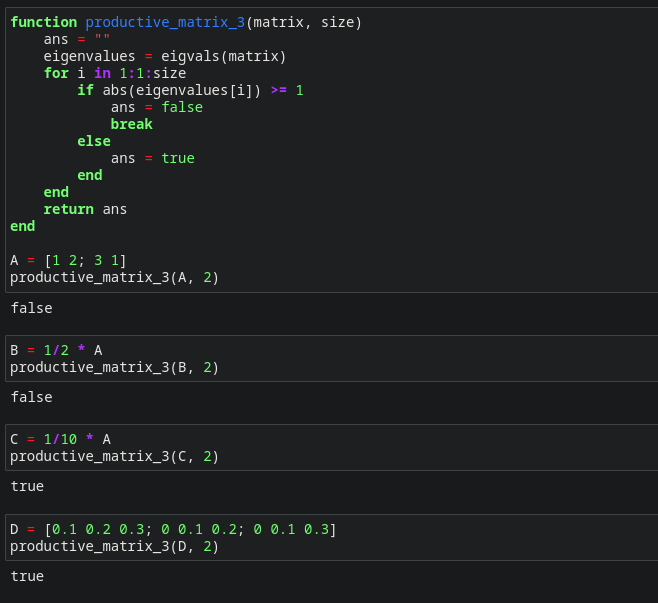 function productive_matrix_3(matrix, size)
    ans = ""
    eigenvalues = eigvals(matrix)
    for i in 1:1:size
        if abs(eigenvalues[i]) >= 1
            ans = false
            break
        else
            ans = true
        end
    end
    return ans
end

A = [1 2; 3 1]
productive_matrix_3(A, 2)
false
B = 1/2 * A
productive_matrix_3(B, 2)
false
C = 1/10 * A
productive_matrix_3(C, 2)
true
D = [0.1 0.2 0.3; 0 0.1 0.2; 0 0.1 0.3]
productive_matrix_3(D, 2)
true